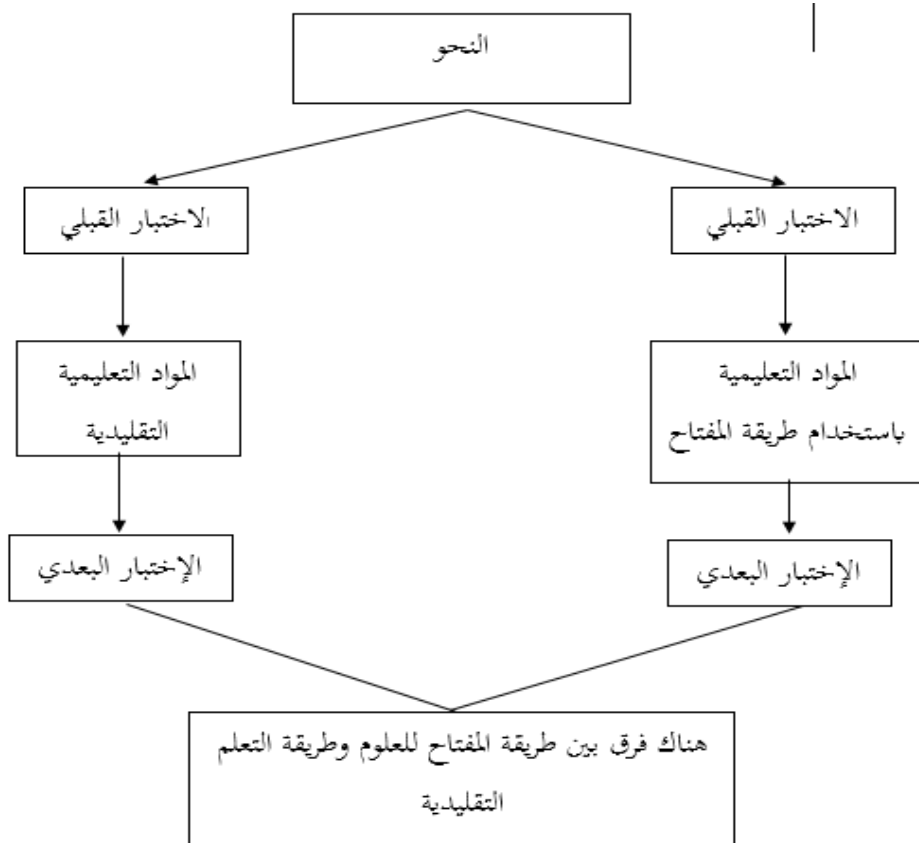 النحو
الاختبار القبلي
الاختبار القبلي
المواد التعليمية
باستخدام طريقة المفتاح
المواد التعليمية
التقليدية
الإختبار البعدي
الإختبار البعدي
هناك فرق بين طريقة المفتاح للعلوم وطريقة التعلم
التقليدية